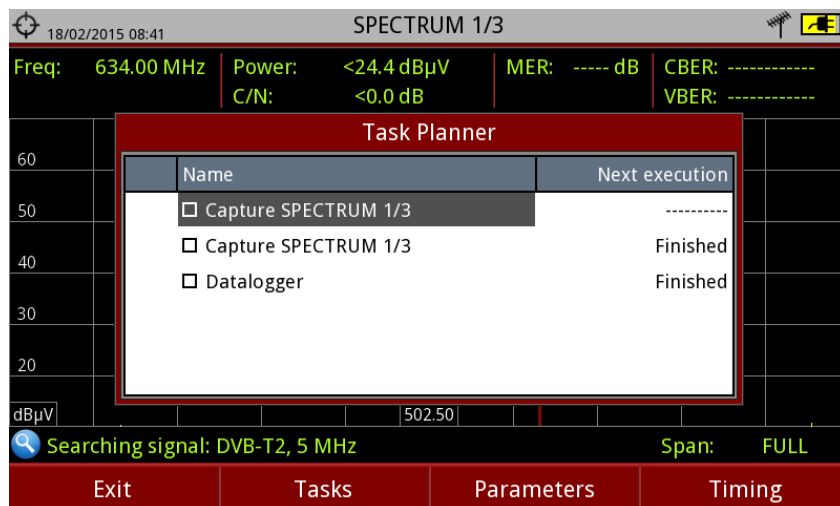 18/02/2015 08:41 SPECTRUM 1/3
Freq: 634.00 MHz Power: <24.4 dBµV MER: ----- dB CBER: ------------
C/N: <0.0 dB VBER: ------------
Task Planner
Name Next execution
Capture SPECTRUM 1/3 ----------
Capture SPECTRUM 1/3 Finished
Datalogger Finished
60
50
40
30
20
dBµV 502.50
Searching signal: DVB-T2, 5 MHz Span: FULL
Exit Tasks Parameters Timing